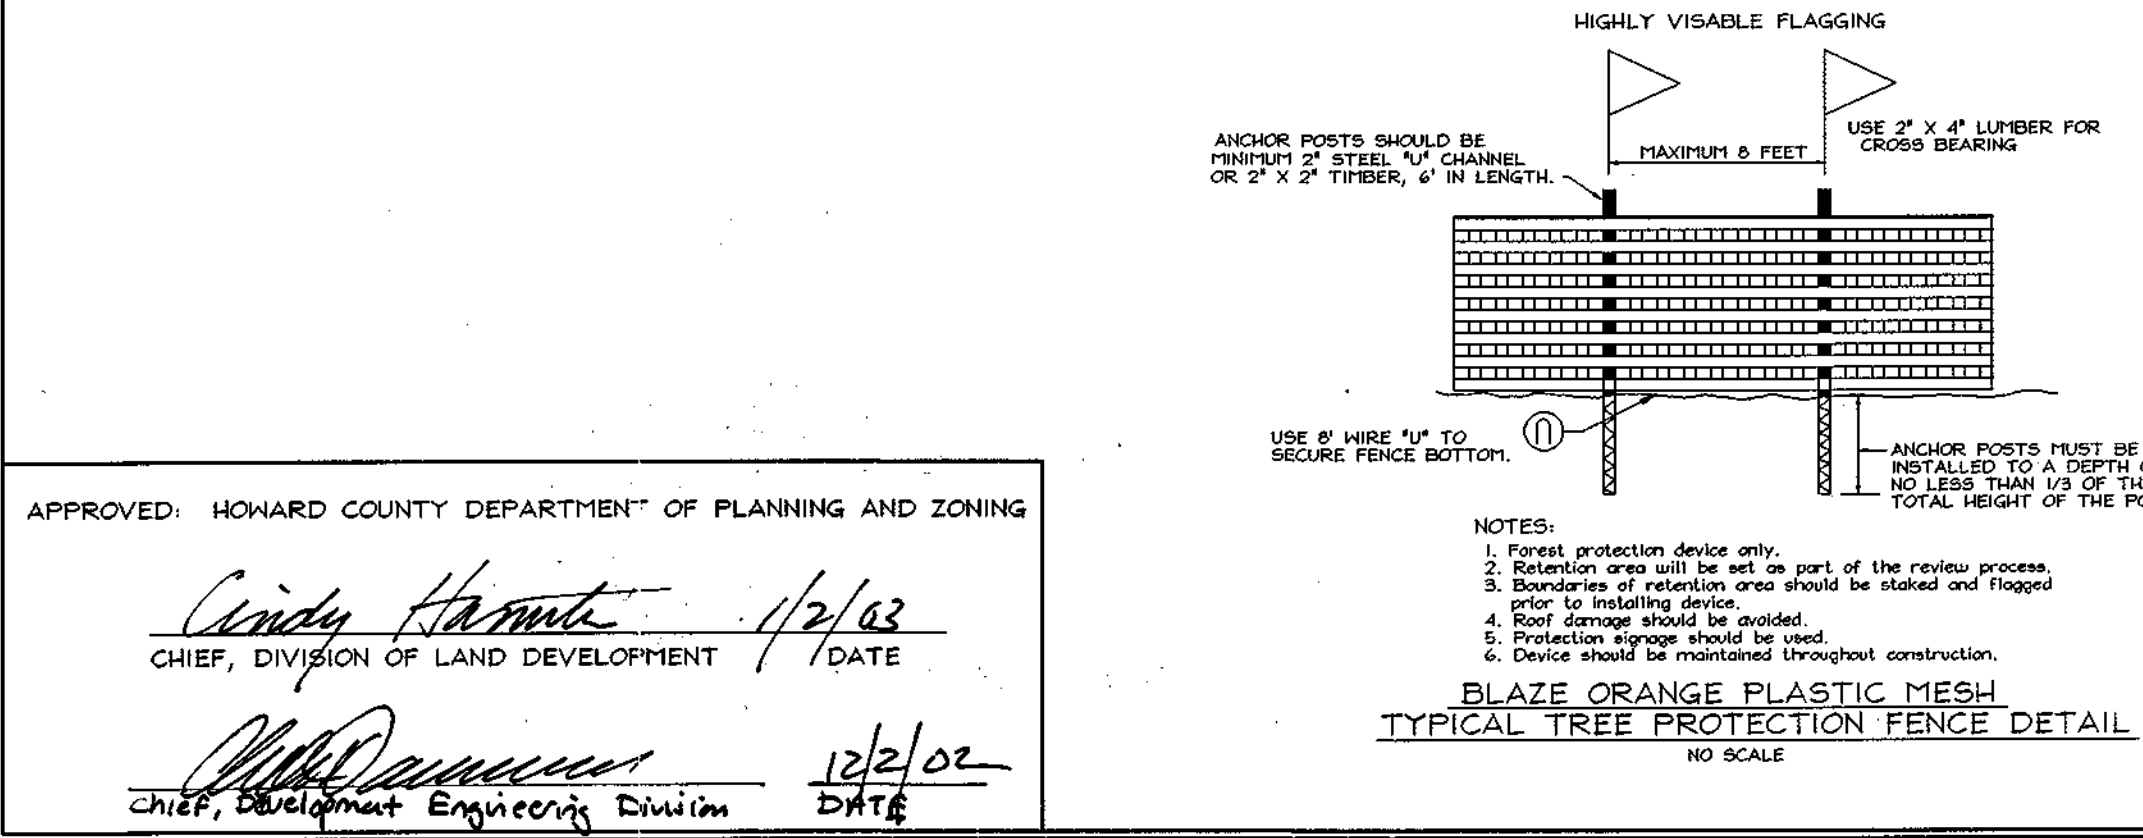 HIGHLY VISABLE FLAGGING
ANCHOR POSTS SHOULD BE
MINIMUM 2" STEEL "U" CHANNEL
OR 2" X 2" TIMBER, 6' IN LENGTH.
MAXIMUM 8 FEET
USE 2" X 4" LUMBER FOR
CROSS BEARING
USE 8' WIRE "U" TO
SECURE FENCE BOTTOM.
ANCHOR POSTS MUST BE
INSTALLED TO A DEPTH
NO LESS THAN 1/3 OF
TOTAL HEIGHT OF THE
NOTES:
1. Forest protection device only.
2. Retention area will be set as part of the review process.
3. Boundaries of retention area should be staked and flagged
prior to installing device.
4. Roof damage should be avoided.
5. Protection signage should be used.
6. Device should be maintained throughout construction.
BLAZE ORANGE PLASTIC MESH
TYPICAL TREE PROTECTION FENCE DETAIL
NO SCALE
APPROVED: HOWARD COUNTY DEPARTMENT OF PLANNING AND ZONING
Cindy 1/2/03
CHIEF, DIVISION OF LAND DEVELOPMENT DATE
12/2/02
Chief, Development Engineering Division DATE